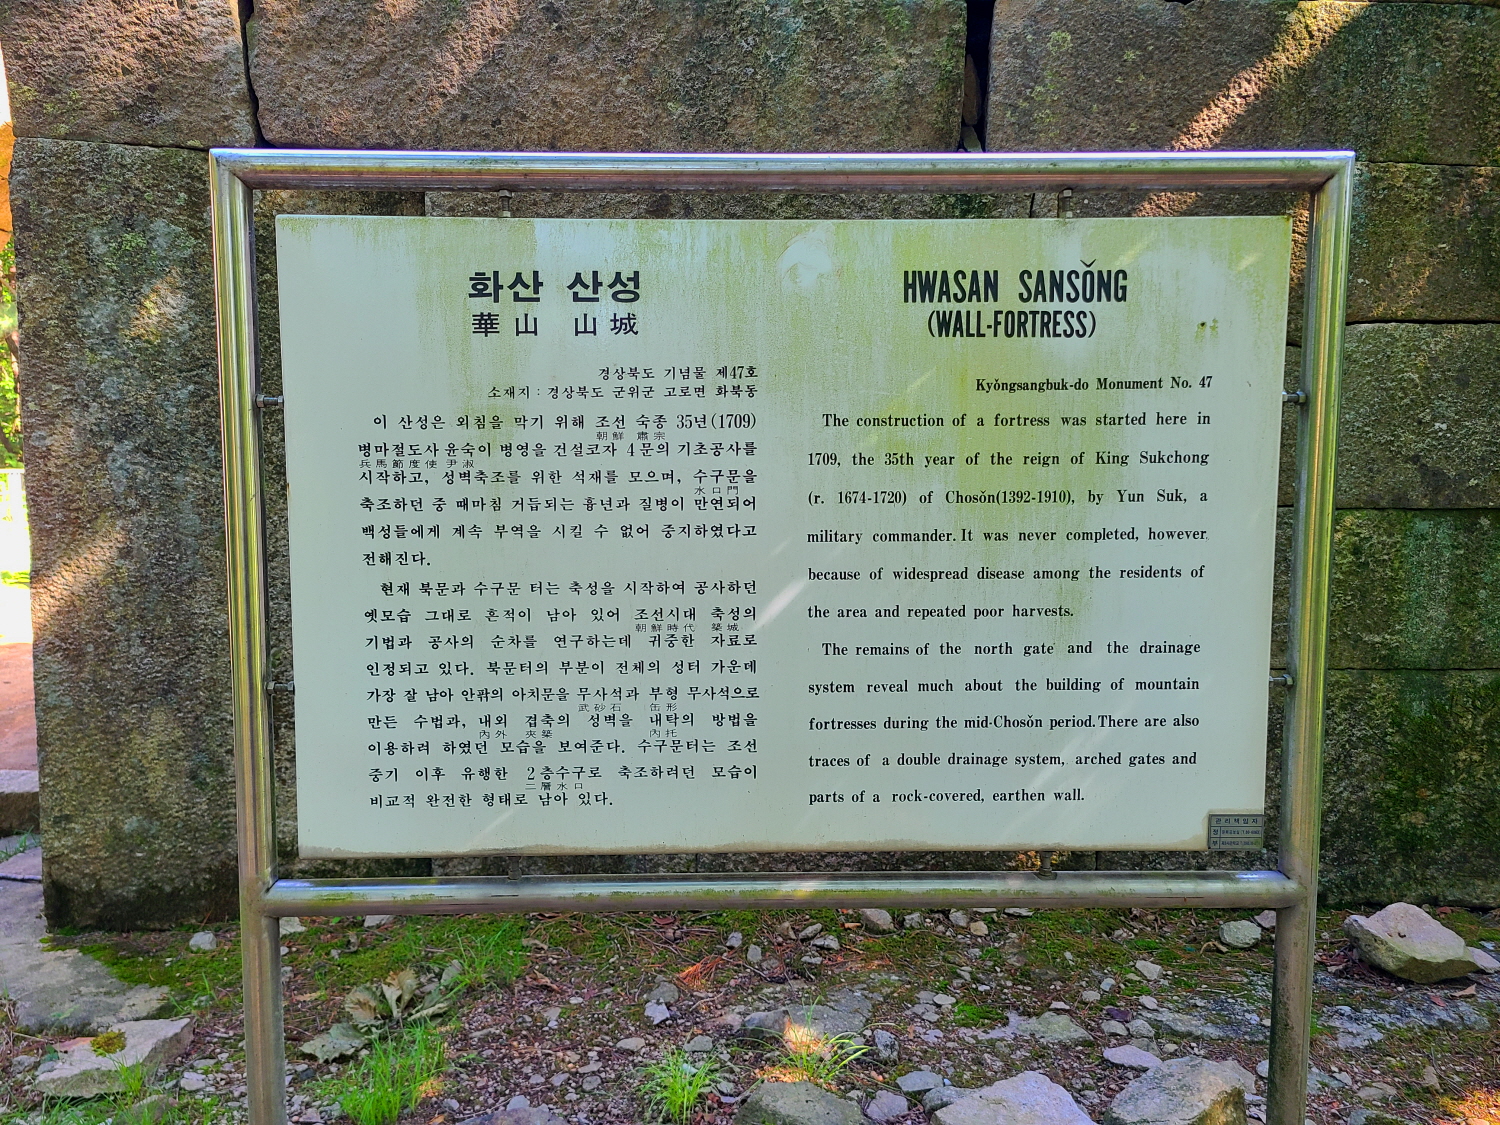 화산 산성
華山 山城
경상북도 기념물 제47호
소재지 : 경상북도 군위군 고로면 화북동
이 산성은 외침을 막기 위해 조선 숙종 35년(1709)
朝鮮 肅宗
병마절도사 윤숙이 병영을 건설코자 4문의 기초공사를
兵馬節度使 尹淑
시작하고, 성벽축조를 위한 석재를 모으며, 수구문을
水口門
축조하던 중 때마침 거듭되는 흉년과 질병이 만연되어
백성들에게 계속 부역을 시킬 수 없어 중지하였다고
전해진다.
현재 북문과 수구문 터는 축성을 시작하여 공사하던
옛모습 그대로 흔적이 남아 있어 조선시대 축성의
朝鮮時代 築城
기법과 공사의 순차를 연구하는데 귀중한 자료로
인정되고 있다. 북문터의 부분이 전체의 성터 가운데
가장 잘 남아 안팎의 아치문을 무사석과 부형 무사석으로
武砂石 缶形
만든 수법과, 내외 겹축의 성벽을 내탁의 방법을
內外 夾築 內托
이용하려 하였던 모습을 보여준다. 수구문터는 조선
중기 이후 유행한 2층수구로 축조하려던 모습이
二層水口
비교적 완전한 형태로 남아 있다.
HWASAN SANSŎNG
(WALL-FORTRESS)
Kyŏngsangbuk-do Monument No. 47
The construction of a fortress was started here in
1709, the 35th year of the reign of King Sukchong
(r. 1674-1720) of Chosŏn(1392-1910), by Yun Suk, a
military commander. It was never completed, however
because of widespread disease among the residents of
the area and repeated poor harvests.
The remains of the north gate and the drainage
system reveal much about the building of mountain
fortresses during the mid-Chosŏn period. There are also
traces of a double drainage system, arched gates and
parts of a rock-covered, earthen wall.
관리책임자
정
부